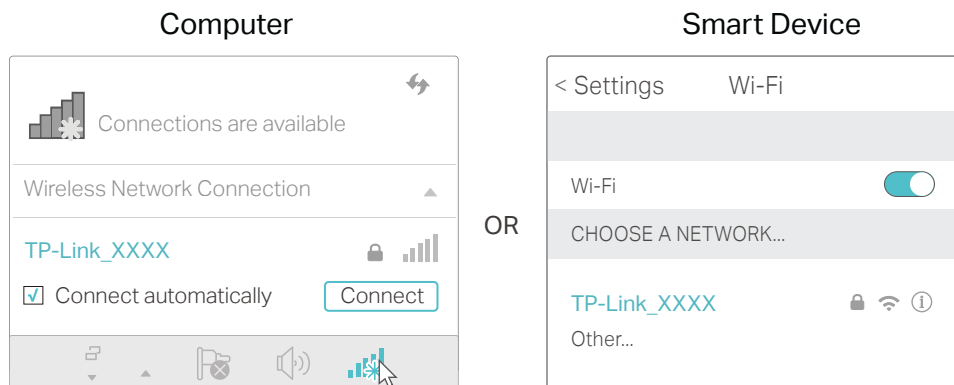 Computer
Connections are available
Wireless Network Connection
TP-Link_XXXX
Connect automatically Connect
OR
Smart Device
< Settings Wi-Fi
Wi-Fi
CHOOSE A NETWORK...
TP-Link_XXXX
Other...